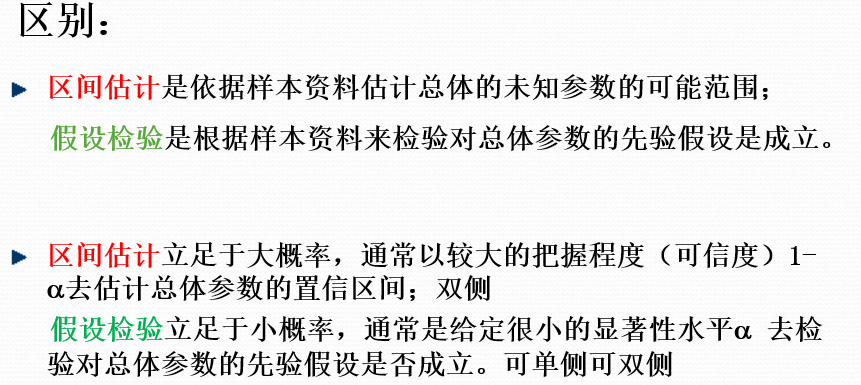 区别：
区间估计是依据样本资料估计总体的未知参数的可能范围；
假设检验是根据样本资料来检验对总体参数的先验假设是成立。
区间估计立足于大概率，通常以较大的把握程度（可信度）1-
α去估计总体参数的置信区间；双侧
假设检验立足于小概率，通常是给定很小的显著性水平α 去检
验对总体参数的先验假设是否成立。可单侧可双侧